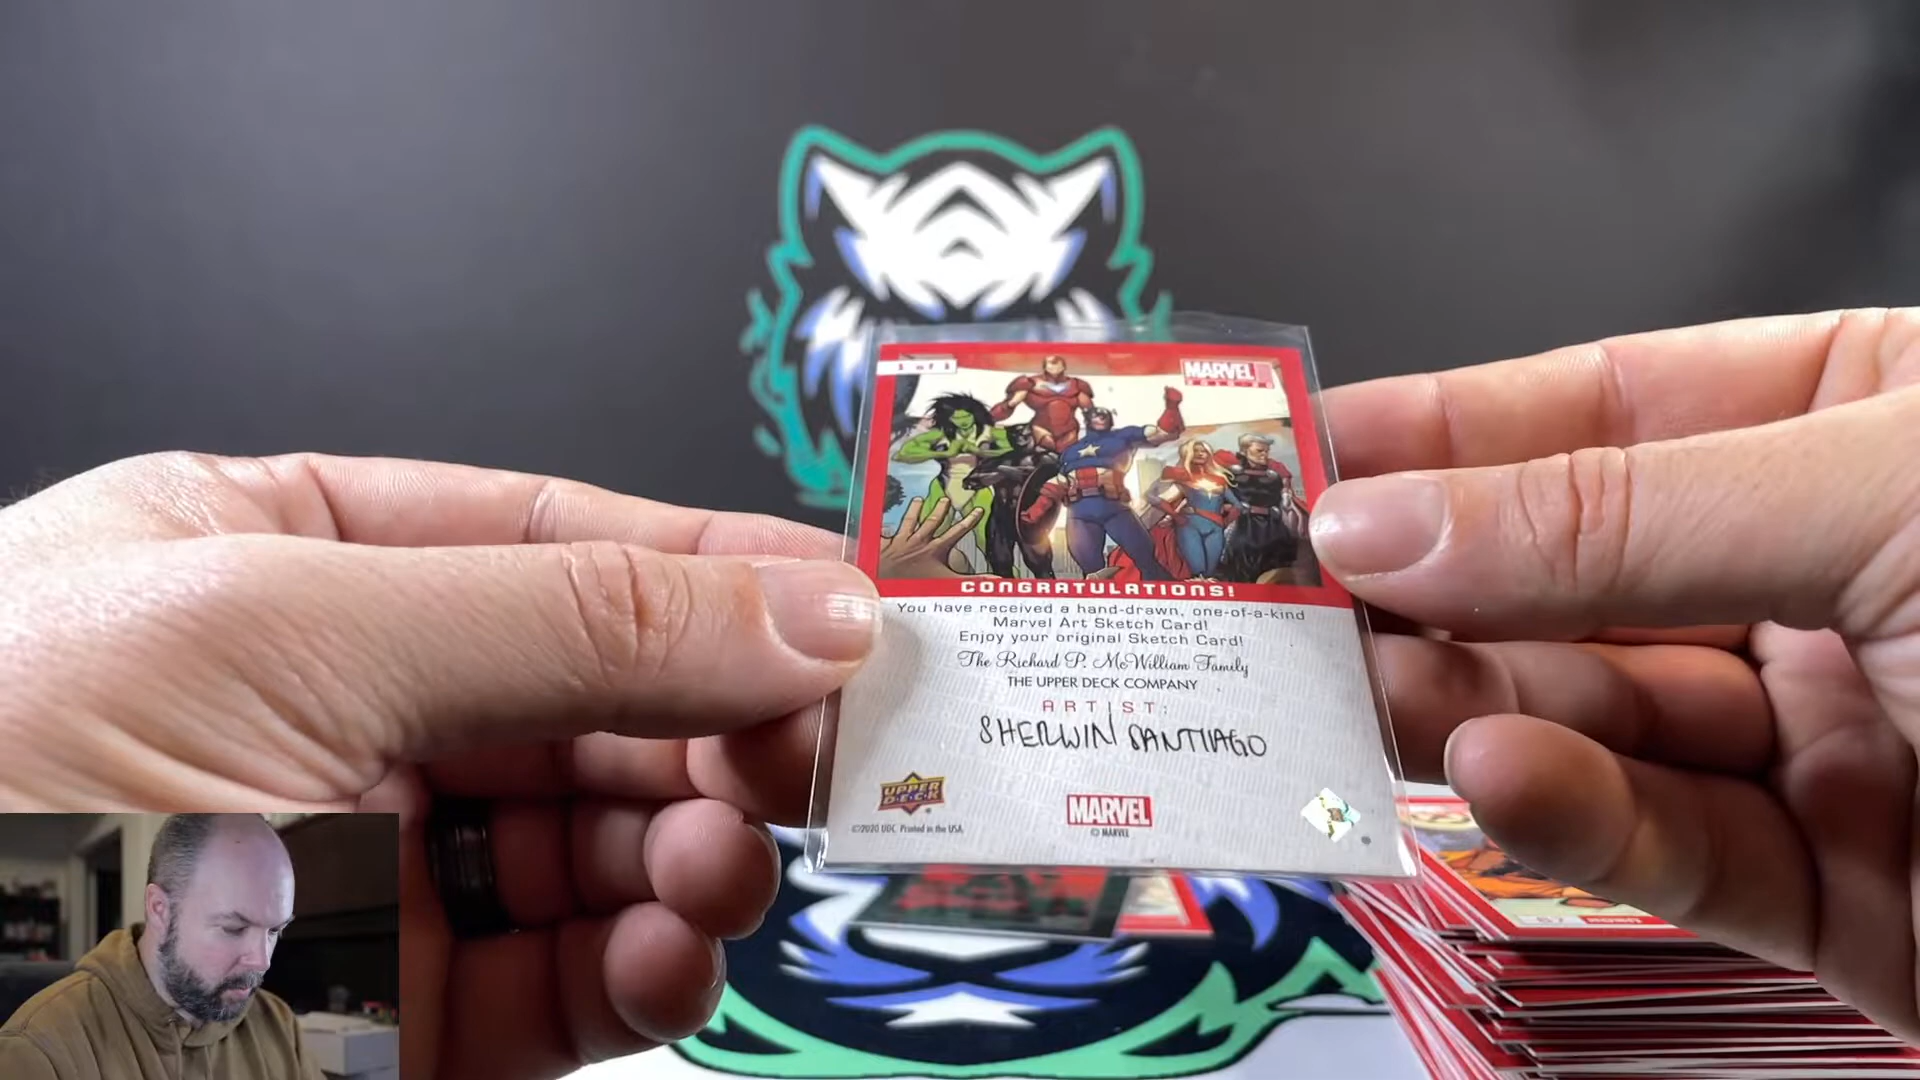 1 of 1
MARVEL
CONGRATULATIONS!
You have received a hand-drawn, one-of-a-kind
Marvel Art Sketch Card!
Enjoy your original Sketch Card!
The Richard P. McWilliam Family
THE UPPER DECK COMPANY
ARTIST:
SHERWIN SANTIAGO
UPPER
DECK
MARVEL
©2020 UDC. Printed in the USA.
© MARVEL
67